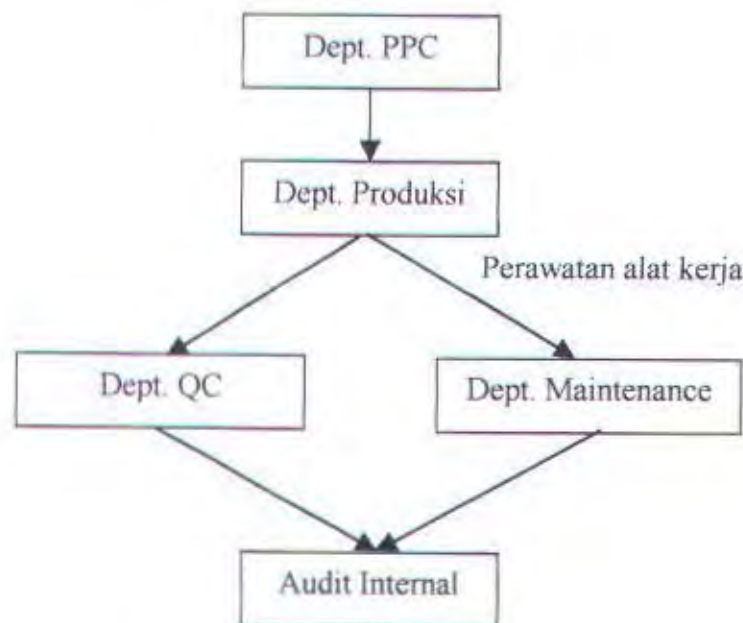 Dept. PPC
Dept. Produksi
Perawatan alat kerja
Dept. QC
Dept. Maintenance
Audit Internal